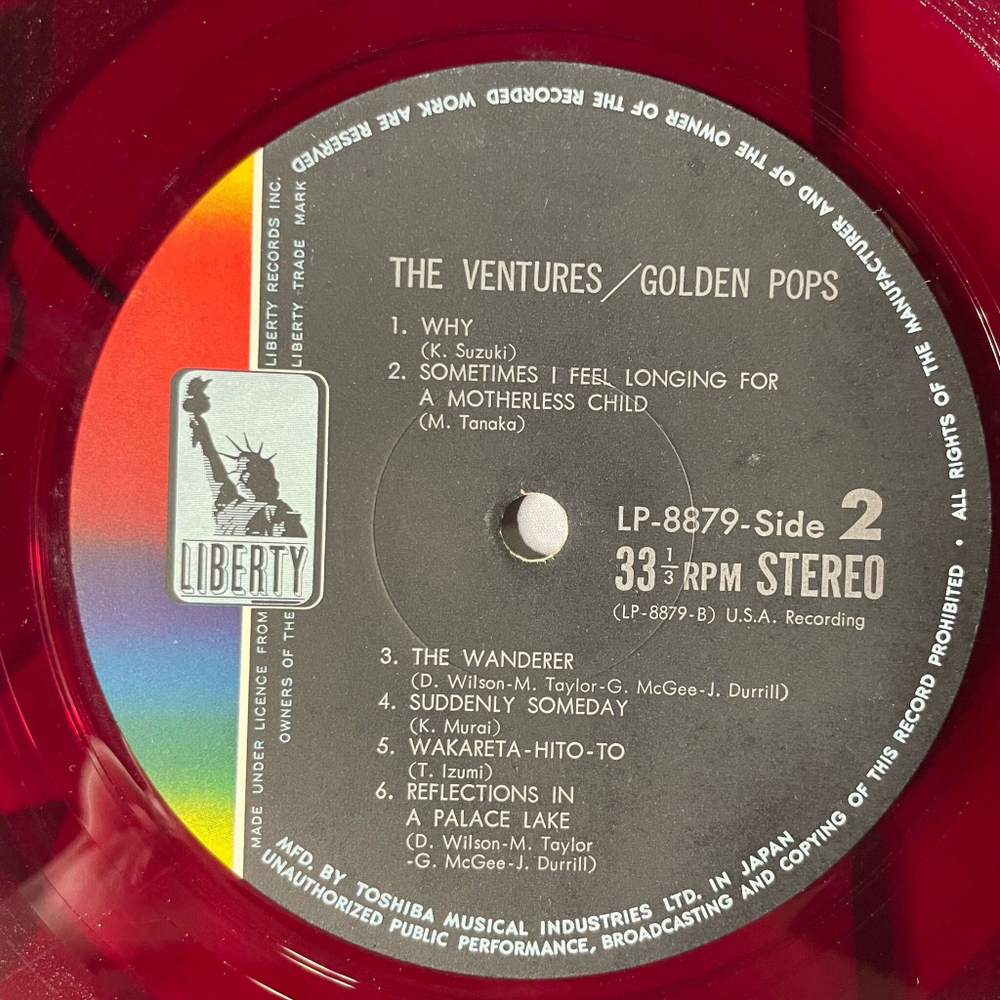 THE VENTURES/GOLDEN POPS
1. WHY
(K. Suzuki)
2. SOMETIMES I FEEL LONGING FOR
A MOTHERLESS CHILD
(M. Tanaka)
LP-8879-Side 2
33 1/3 RPM STEREO
(LP-8879-B) U.S.A. Recording
3. THE WANDERER
(D. Wilson-M. Taylor-G. McGee-J. Durrill)
4. SUDDENLY SOMEDAY
(K. Murai)
5. WAKARETA-HITO-TO
(T. Izumi)
6. REFLECTIONS IN
A PALACE LAKE
(D. Wilson-M. Taylor
-G. McGee-J. Durrill)
LIBERTY
MADE UNDER LICENCE FROM LIBERTY RECORDS INC.
OWNERS OF THE LIBERTY TRADE MARK
MFD. BY TOSHIBA MUSICAL INDUSTRIES LTD. IN JAPAN
UNAUTHORIZED PUBLIC PERFORMANCE, BROADCASTING AND COPYING OF THIS RECORD PROHIBITED • ALL RIGHTS OF THE MANUFACTURER AND OF THE OWNER OF THE RECORDED WORK ARE RESERVED